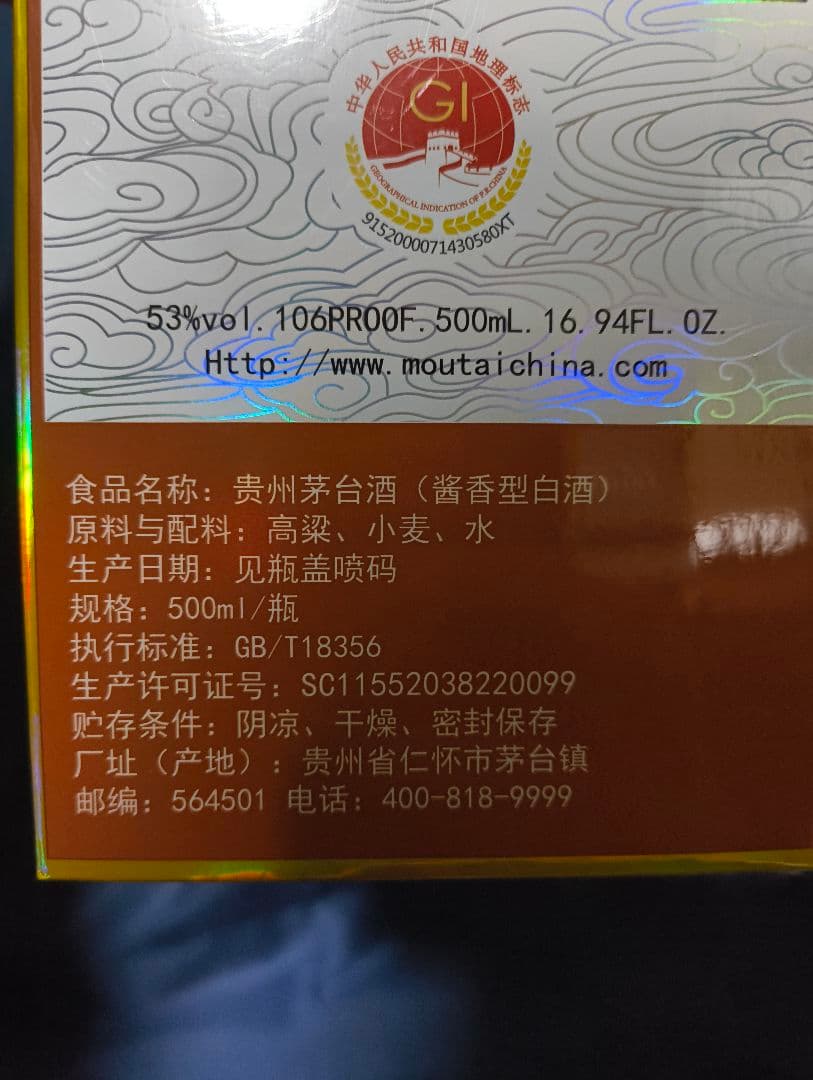 中华人民共和国地理标志
GI
GEOGRAPHICAL INDICATION OF P.R.CHINA
9152000071430580XT
53%vol.106PROOF.500mL.16.94FL.OZ.
Http://www.moutaichina.com
食品名称：贵州茅台酒（酱香型白酒）
原料与配料：高粱、小麦、水
生产日期：见瓶盖喷码
规格：500ml/瓶
执行标准：GB/T18356
生产许可证号：SC11552038220099
贮存条件：阴凉、干燥、密封保存
厂址（产地）：贵州省仁怀市茅台镇
邮编：564501 电话：400-818-9999